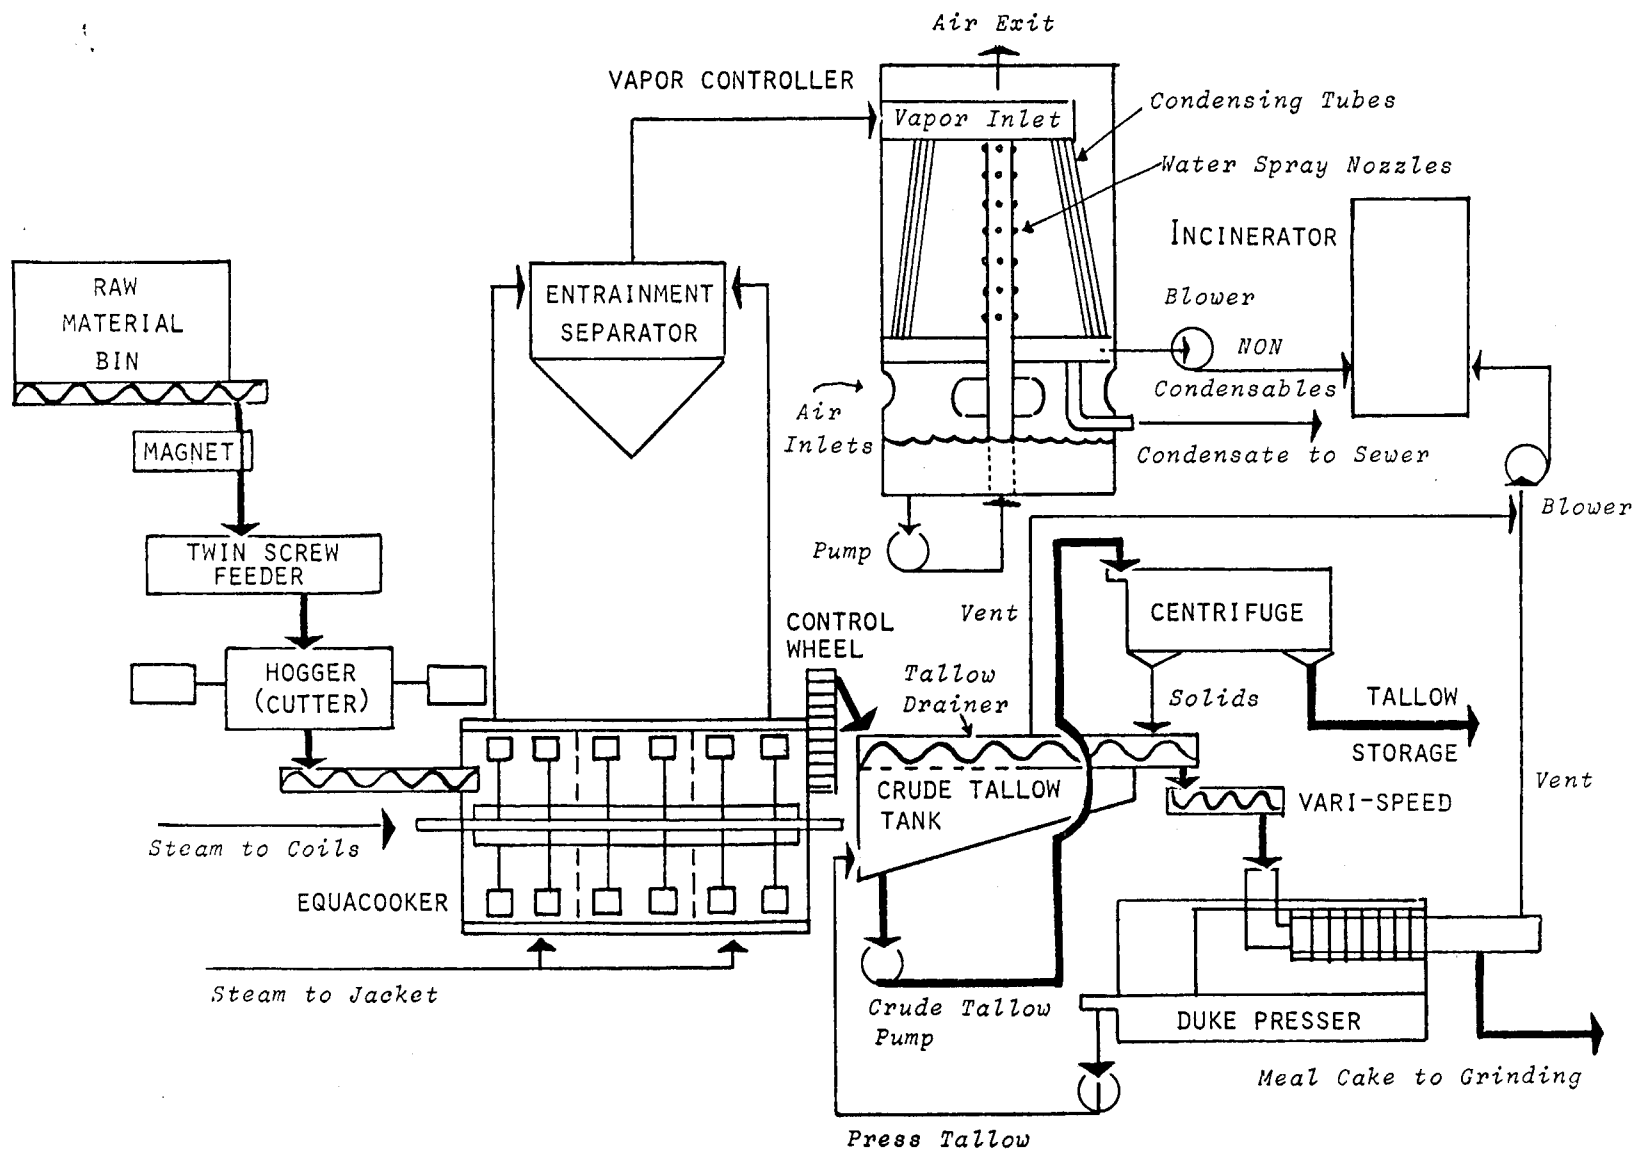 Air Exit
VAPOR CONTROLLER
Vapor Inlet
Condensing Tubes
Water Spray Nozzles
INCINERATOR
Blower
NON
Condensables
Air
Inlets
Condensate to Sewer
Blower
Pump
RAW
MATERIAL
BIN
MAGNET
TWIN SCREW
FEEDER
HOGGER
(CUTTER)
ENTRAINMENT
SEPARATOR
CONTROL
WHEEL
Vent
Tallow
Drainer
CENTRIFUGE
Solids
TALLOW
STORAGE
CRUDE TALLOW
TANK
VARI-SPEED
Vent
Steam to Coils
EQUACOOKER
Steam to Jacket
Crude Tallow
Pump
DUKE PRESSER
Meal Cake to Grinding
Press Tallow